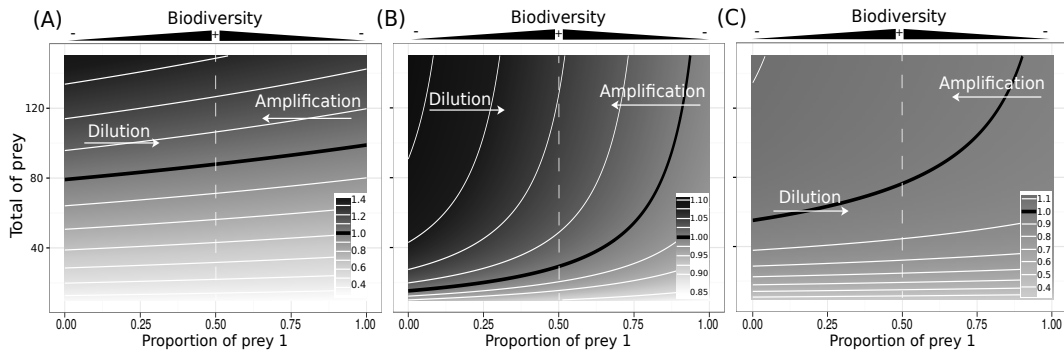 (A)
Biodiversity
- + -
Total of prey
120
80
40
Dilution
Amplification
1.4
1.2
1.0
0.8
0.6
0.4
0.00 0.25 0.50 0.75 1.00
Proportion of prey 1
(B)
Biodiversity
- + -
Dilution
Amplification
1.10
1.05
1.00
0.95
0.90
0.85
0.00 0.25 0.50 0.75 1.00
Proportion of prey 1
(C)
Biodiversity
- + -
Amplification
Dilution
1.1
1.0
0.9
0.8
0.7
0.6
0.5
0.4
0.00 0.25 0.50 0.75 1.00
Proportion of prey 1